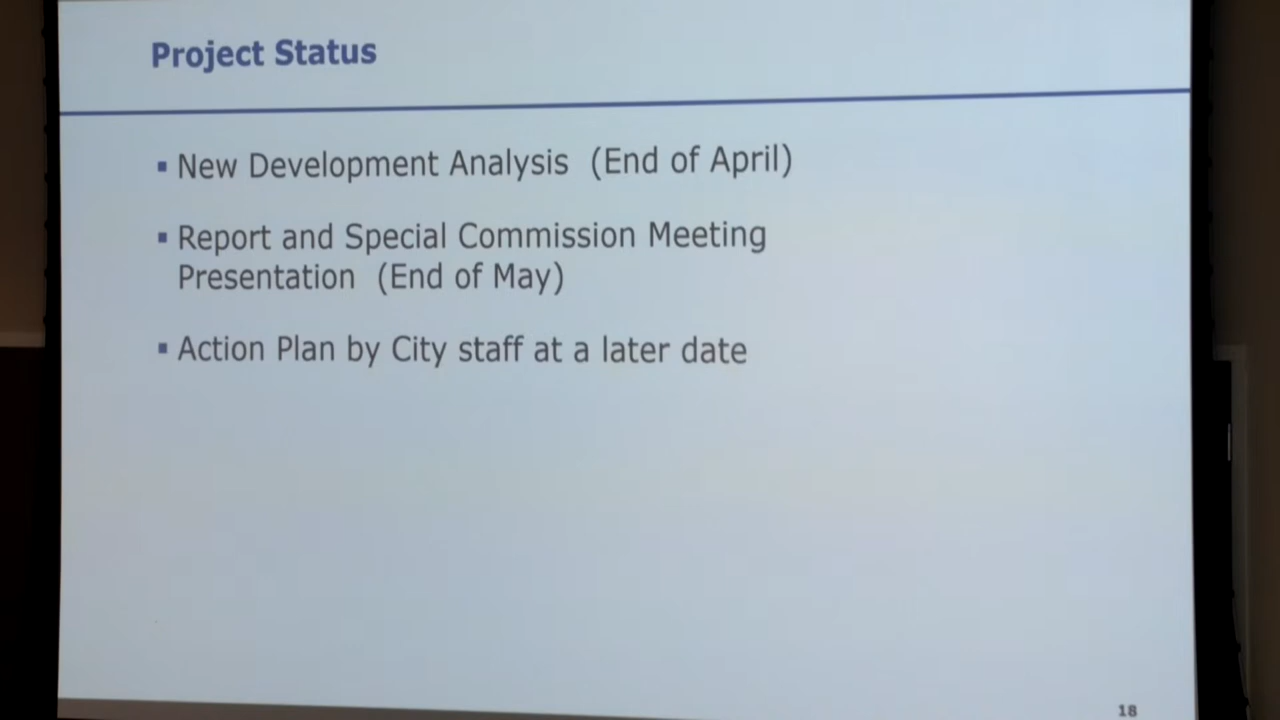 Project Status
▪ New Development Analysis (End of April)
▪ Report and Special Commission Meeting
Presentation (End of May)
▪ Action Plan by City staff at a later date
18